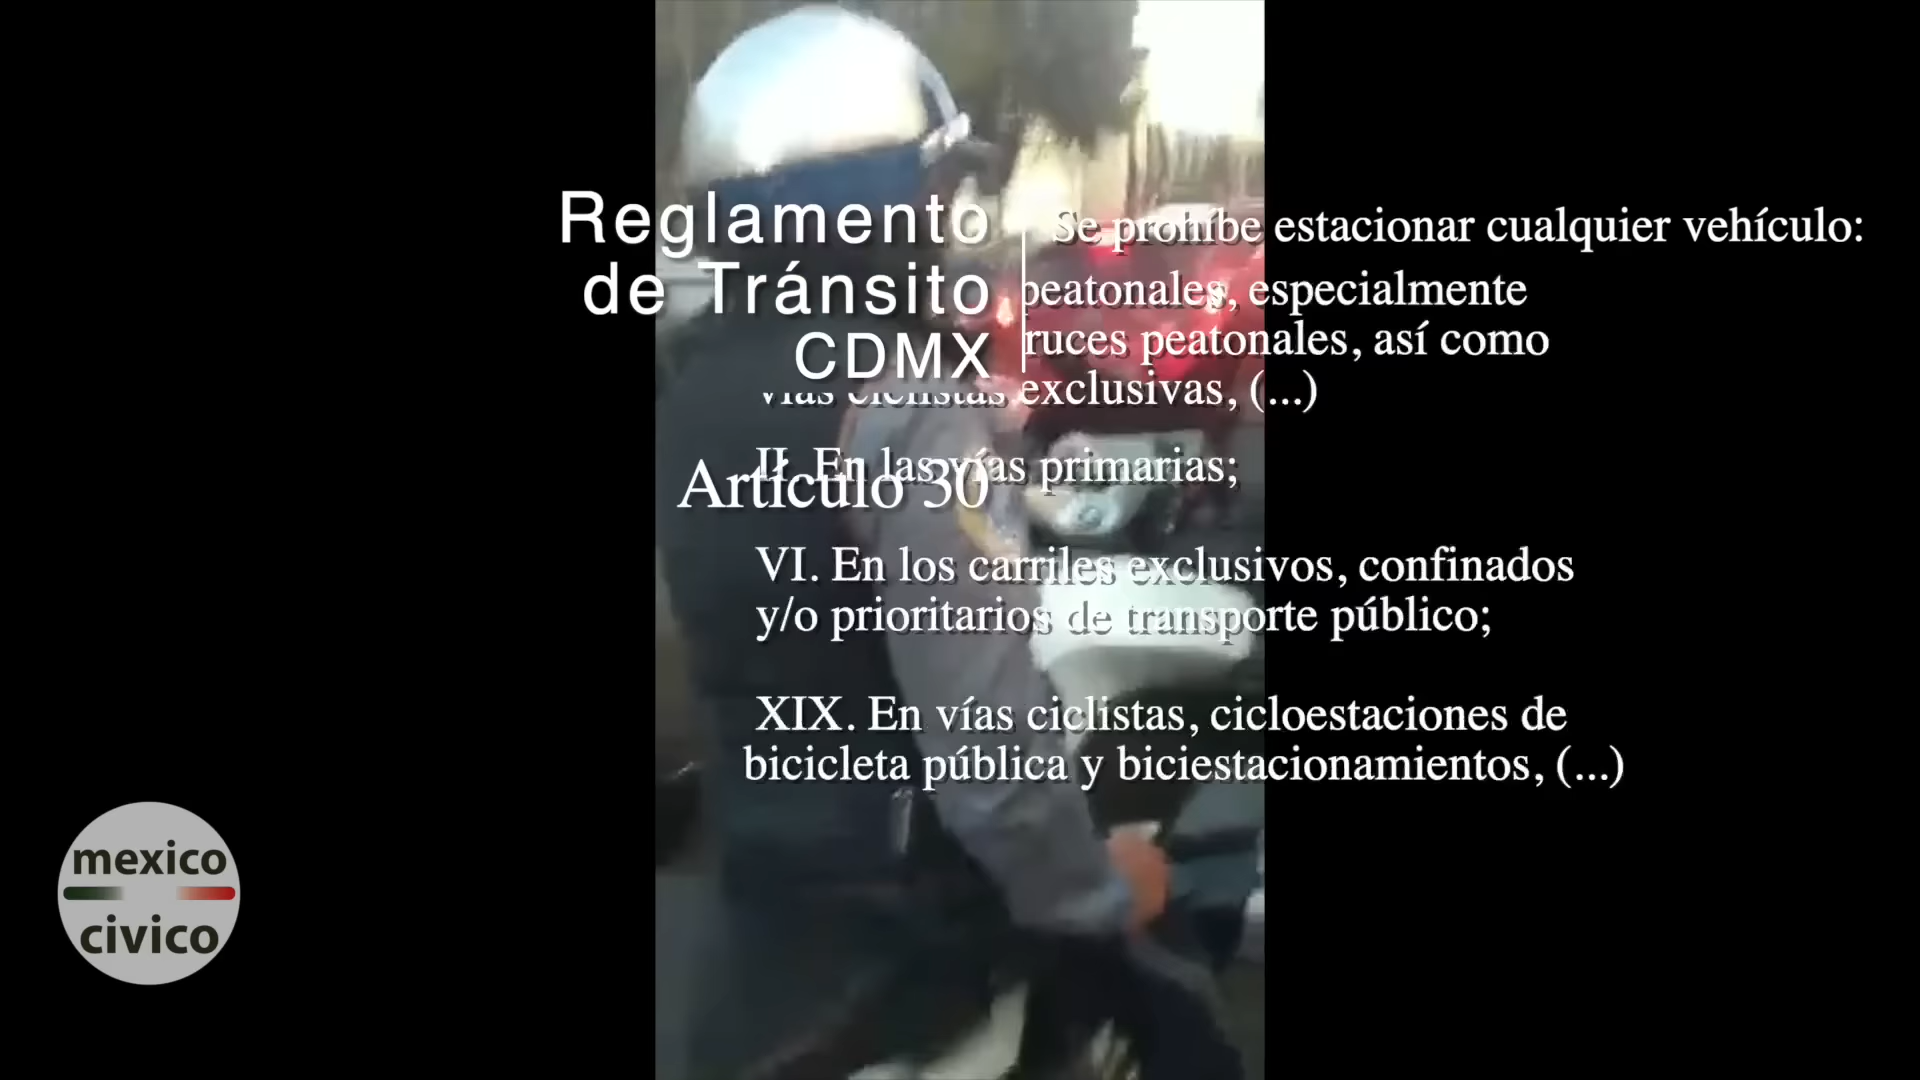 Reglamento
de Tránsito
CDMX
Artículo 30
Se prohíbe estacionar cualquier vehículo:
peatonales, especialmente
ruces peatonales, así como
vías ciclistas exclusivas, (...)
II. En las vías primarias;
VI. En los carriles exclusivos, confinados
y/o prioritarios de transporte público;
XIX. En vías ciclistas, cicloestaciones de
bicicleta pública y biciestacionamientos, (...)
mexico
civico